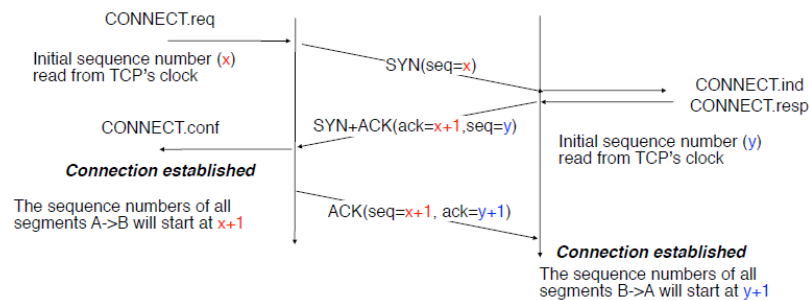 CONNECT.req
Initial sequence number (x)
read from TCP's clock
SYN(seq=x)
CONNECT.ind
CONNECT.resp
CONNECT.conf
SYN+ACK(ack=x+1,seq=y)
Initial sequence number (y)
read from TCP's clock
Connection established
The sequence numbers of all
segments A->B will start at x+1
ACK(seq=x+1, ack=y+1)
Connection established
The sequence numbers of all
segments B->A will start at y+1